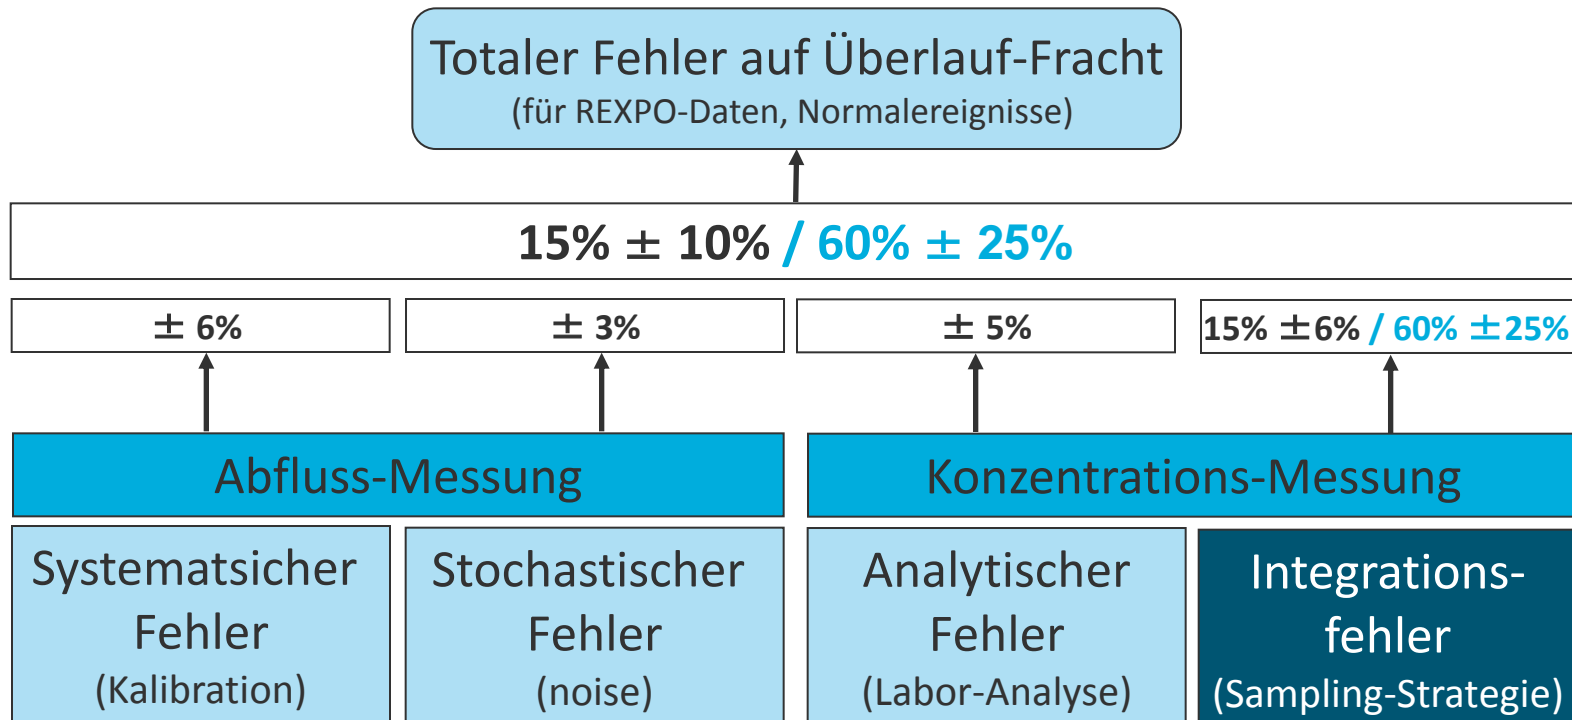 Totaler Fehler auf Überlauf-Fracht
(für REXPO-Daten, Normalereignisse)
15% ± 10% / 60% ± 25%
± 6%
± 3%
± 5%
15% ±6% / 60% ±25%
Abfluss-Messung
Konzentrations-Messung
Systematsicher
Fehler
(Kalibration)
Stochastischer
Fehler
(noise)
Analytischer
Fehler
(Labor-Analyse)
Integrations-
fehler
(Sampling-Strategie)